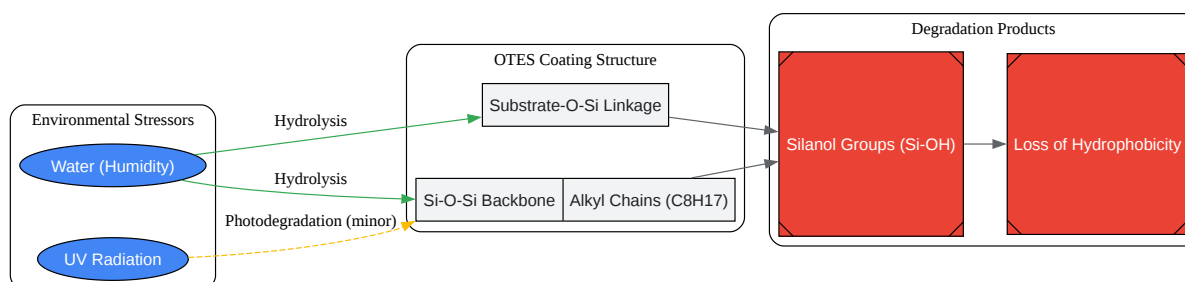 Environmental Stressors
Water (Humidity)
UV Radiation
Hydrolysis
Hydrolysis
Photodegradation (minor)
OTES Coating Structure
Substrate-O-Si Linkage
Si-O-Si Backbone
Alkyl Chains (C8H17)
Degradation Products
Silanol Groups (Si-OH)
Loss of Hydrophobicity